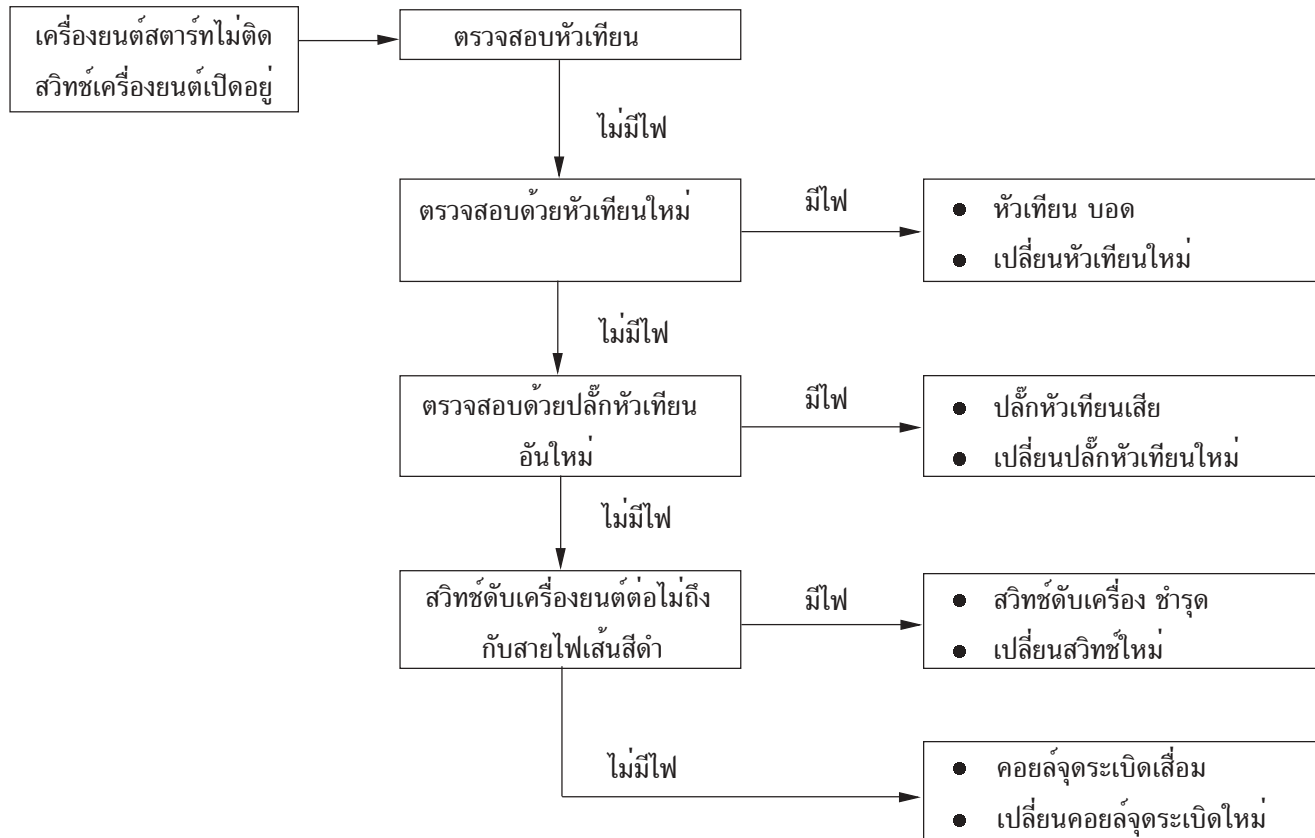 เครื่องยนต์สตาร์ทไม่ติด
สวิทช์เครื่องยนต์เปิดอยู่
ตรวจสอบหัวเทียน
ไม่มีไฟ
ตรวจสอบด้วยหัวเทียนใหม่
มีไฟ
● หัวเทียน บอด
● เปลี่ยนหัวเทียนใหม่
ไม่มีไฟ
ตรวจสอบด้วยปลั๊กหัวเทียน
อันใหม่
มีไฟ
● ปลั๊กหัวเทียนเสีย
● เปลี่ยนปลั๊กหัวเทียนใหม่
ไม่มีไฟ
สวิทช์ดับเครื่องยนต์ต่อไม่ถึง
กับสายไฟเส้นสีดำ
มีไฟ
● สวิทช์ดับเครื่อง ชำรุด
● เปลี่ยนสวิทช์ใหม่
ไม่มีไฟ
● คอยล์จุดระเบิดเสื่อม
● เปลี่ยนคอยล์จุดระเบิดใหม่